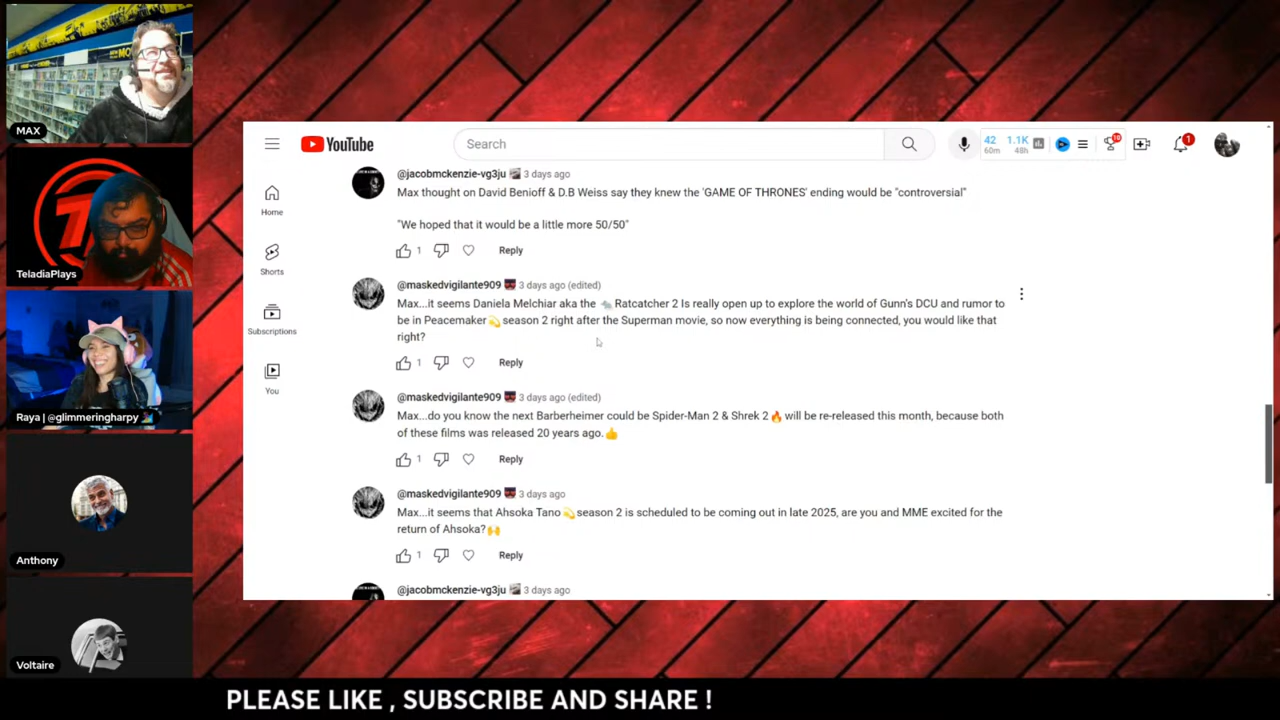 MAX
TeladiaPlays
Raya | @glimmeringharpy
Anthony
Voltaire
YouTube
Search
42
60m
1.1K
48h
10
1
Home
Shorts
Subscriptions
You
@jacobmckenzie-vg3ju 3 days ago
Max thought on David Benioff & D.B Weiss say they knew the 'GAME OF THRONES' ending would be "controversial"
"We hoped that it would be a little more 50/50"
1 Reply
@maskedvigilante909 3 days ago (edited)
Max...it seems Daniela Melchiar aka the 🐀 Ratcatcher 2 Is really open up to explore the world of Gunn's DCU and rumor to
be in Peacemaker💫season 2 right after the Superman movie, so now everything is being connected, you would like that
right?
1 Reply
@maskedvigilante909 3 days ago (edited)
Max...do you know the next Barberheimer could be Spider-Man 2 & Shrek 2🔥will be re-released this month, because both
of these films was released 20 years ago.👍
1 Reply
@maskedvigilante909 3 days ago
Max...it seems that Ahsoka Tano💫season 2 is scheduled to be coming out in late 2025, are you and MME excited for the
return of Ahsoka?🙌
1 Reply
@jacobmckenzie-vg3ju 3 days ago
PLEASE LIKE , SUBSCRIBE AND SHARE !